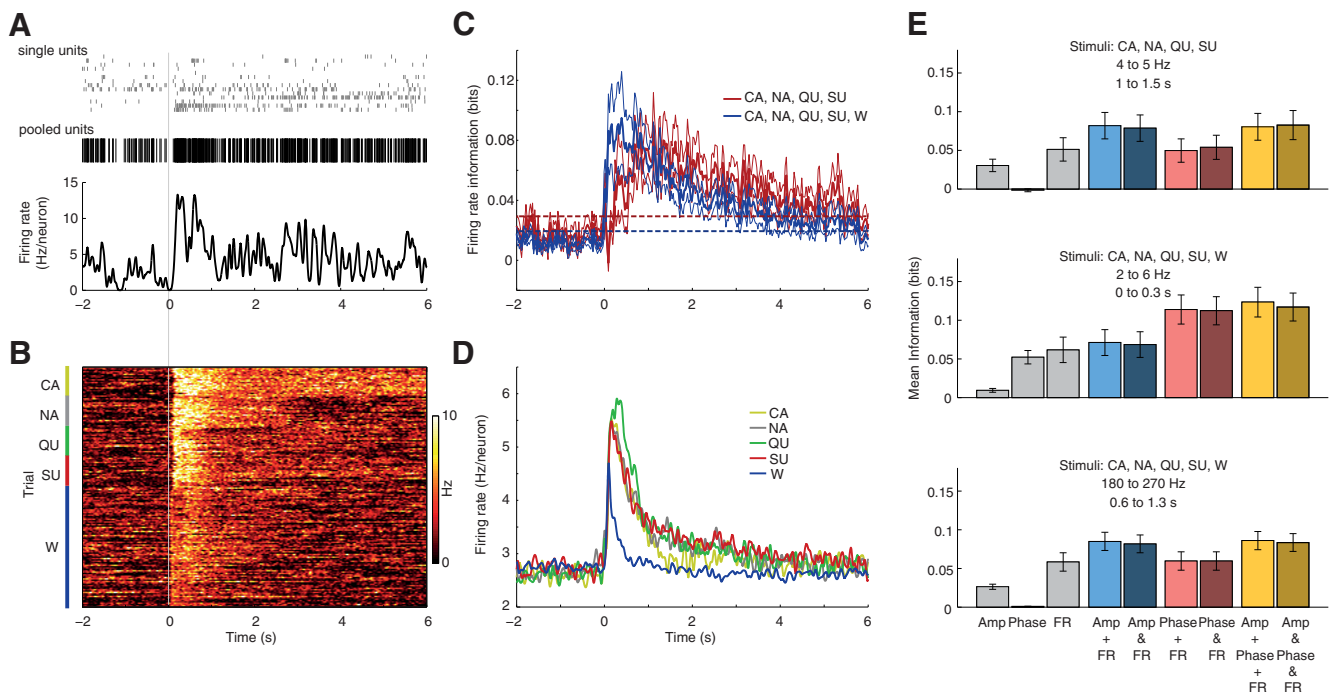 A
single units
pooled units
15
10
5
0
Firing rate
(Hz/neuron)
−2
0
2
4
6
B
CA
NA
QU
SU
W
Trial
10
Hz
0
−2
0
2
4
6
Time (s)
C
0.12
0.08
0.04
0
Firing rate information (bits)
CA, NA, QU, SU
CA, NA, QU, SU, W
−2
0
2
4
6
D
6
5
4
3
2
Firing rate (Hz/neuron)
CA
NA
QU
SU
W
−2
0
2
4
6
Time (s)
E
Stimuli: CA, NA, QU, SU
4 to 5 Hz
1 to 1.5 s
0.15
0.1
0.05
0
Stimuli: CA, NA, QU, SU, W
2 to 6 Hz
0 to 0.3 s
0.15
0.1
0.05
0
Mean Information (bits)
Stimuli: CA, NA, QU, SU, W
180 to 270 Hz
0.6 to 1.3 s
0.15
0.1
0.05
0
Amp
Phase
FR
Amp
+
FR
Amp
&
FR
Phase
+
FR
Phase
&
FR
Amp
+
Phase
+
FR
Amp
&
Phase
&
FR